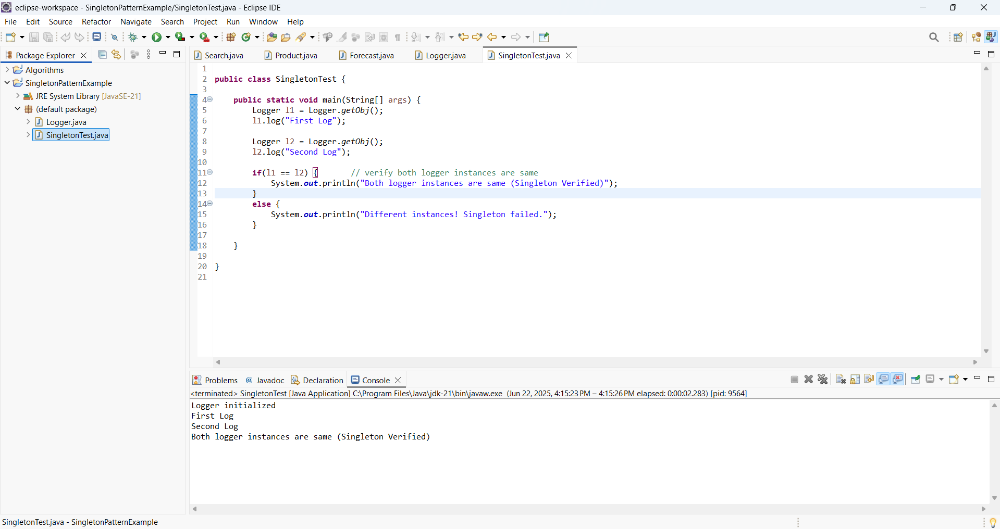 eclipse-workspace - SingletonPatternExample/SingletonTest.java - Eclipse IDE
File Edit Source Refactor Navigate Search Project Run Window Help
Package Explorer
Algorithms
SingletonPatternExample
JRE System Library [JavaSE-21]
(default package)
Logger.java
SingletonTest.java
Search.java Product.java Forecast.java Logger.java SingletonTest.java
1
2 public class SingletonTest {
3
4 public static void main(String[] args) {
5 Logger l1 = Logger.getObj();
6 l1.log("First Log");
7
8 Logger l2 = Logger.getObj();
9 l2.log("Second Log");
10
11 if(l1 == l2) { // verify both logger instances are same
12 System.out.println("Both logger instances are same (Singleton Verified)");
13 }
14 else {
15 System.out.println("Different instances! Singleton failed.");
16 }
17
18 }
19
20 }
21
Problems @ Javadoc Declaration Console
<terminated> SingletonTest [Java Application] C:\Program Files\Java\jdk-21\bin\javaw.exe (Jun 22, 2025, 4:15:23 PM – 4:15:26 PM elapsed: 0:00:02.283) [pid: 9564]
Logger initialized
First Log
Second Log
Both logger instances are same (Singleton Verified)
SingletonTest.java - SingletonPatternExample